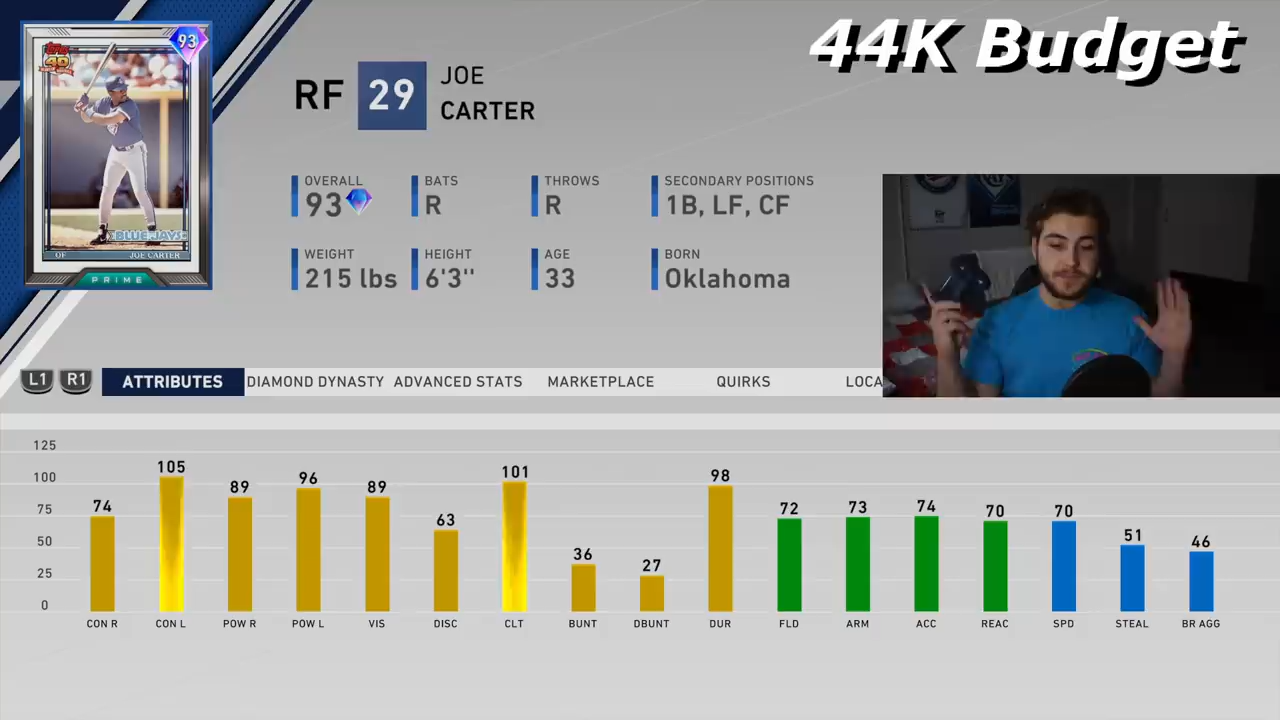 44K Budget
93
Topps
40
BLUE JAYS
OF
JOE CARTER
PRIME
RF
29
JOE
CARTER
OVERALL
93
BATS
R
THROWS
R
SECONDARY POSITIONS
1B, LF, CF
WEIGHT
215 lbs
HEIGHT
6'3''
AGE
33
BORN
Oklahoma
L1 R1 ATTRIBUTES DIAMOND DYNASTY ADVANCED STATS MARKETPLACE QUIRKS LOCA
125
100
75
50
25
0
74 105 89 96 89 63 101 36 27 98 72 73 74 70 70 51 46
CON R CON L POW R POW L VIS DISC CLT BUNT DBUNT DUR FLD ARM ACC REAC SPD STEAL BR AGG